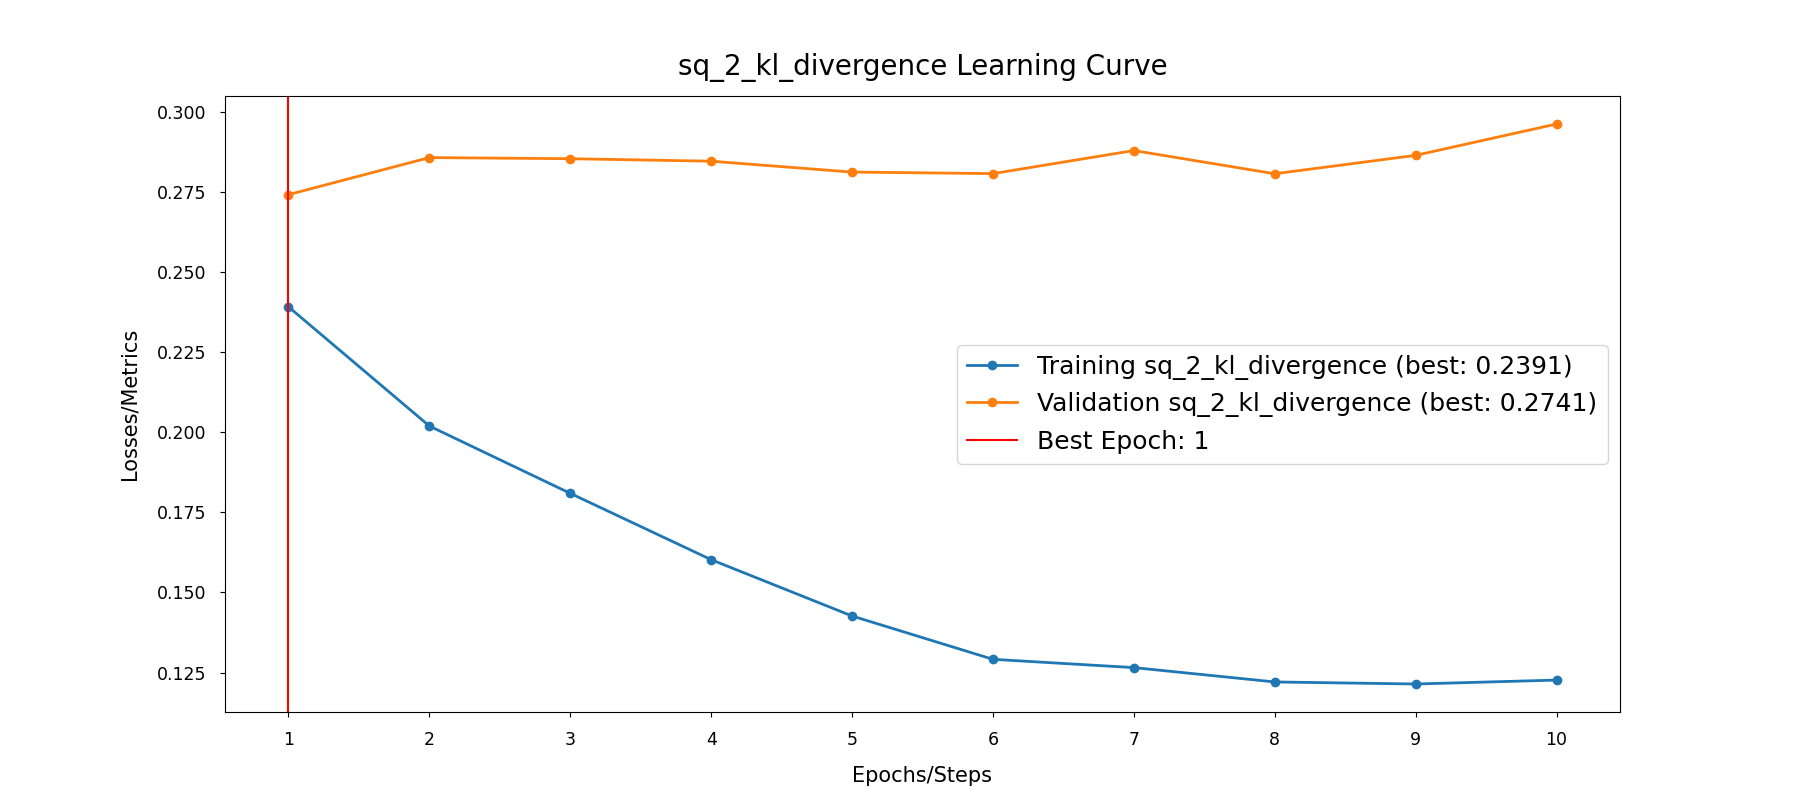 sq_2_kl_divergence Learning Curve
Losses/Metrics
0.300
0.275
0.250
0.225
0.200
0.175
0.150
0.125
Training sq_2_kl_divergence (best: 0.2391)
Validation sq_2_kl_divergence (best: 0.2741)
Best Epoch: 1
1 2 3 4 5 6 7 8 9 10
Epochs/Steps